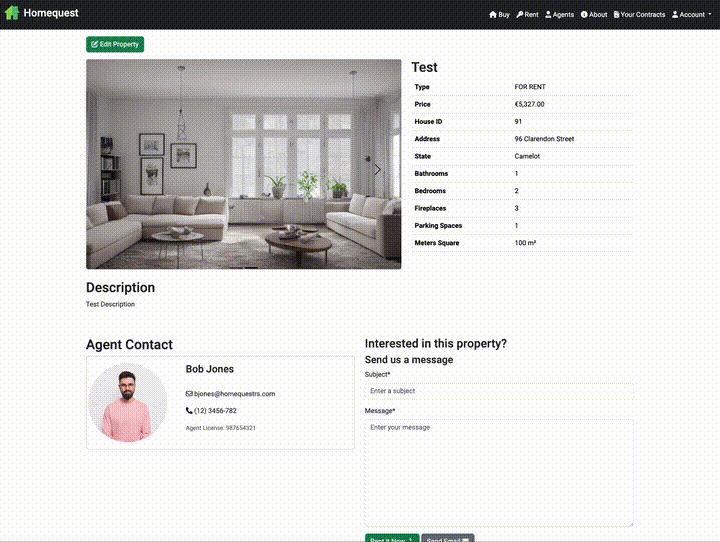 Homequest
Buy Rent Agents About Your Contracts Account
Edit Property
Test
Type FOR RENT
Price €5,327.00
House ID 91
Address 96 Clarendon Street
State Camelot
Bathrooms 1
Bedrooms 2
Fireplaces 3
Parking Spaces 1
Meters Square 100 m²
Description
Test Description
Agent Contact
Bob Jones
bjones@homequestrs.com
(12) 3456-782
Agent License: 987654321
Interested in this property?
Send us a message
Subject*
Enter a subject
Message*
Enter your message
Rent it Now Send Email